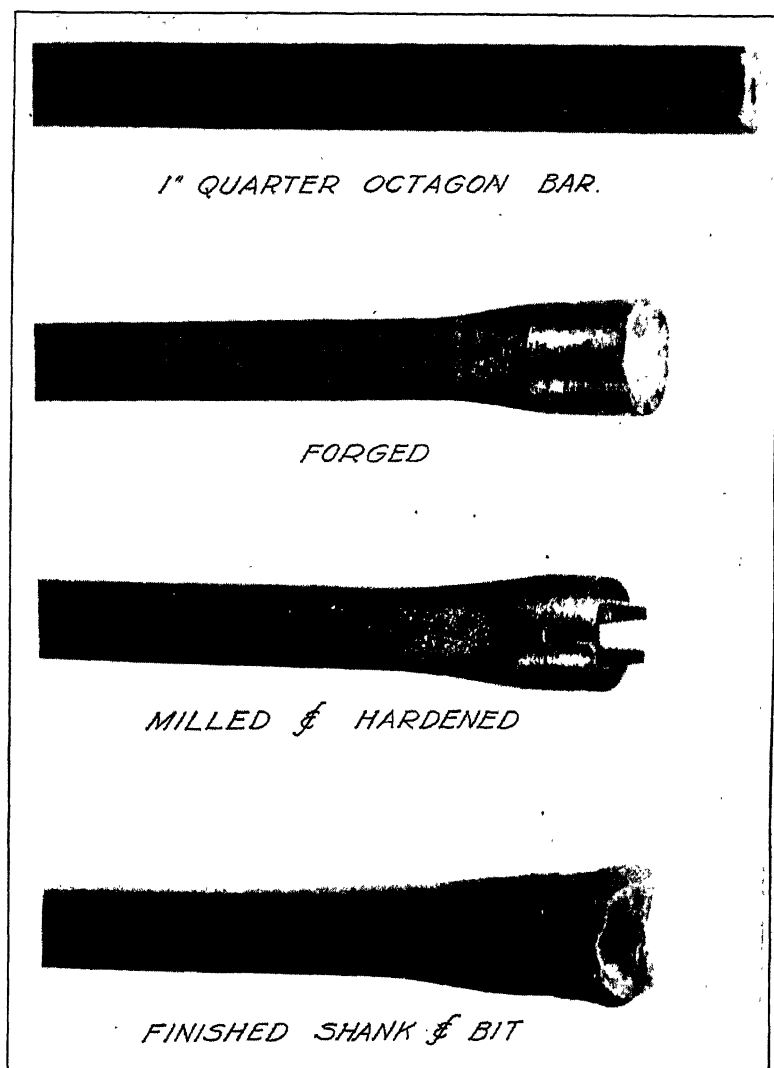 1" QUARTER OCTAGON BAR.
FORGED
MILLED & HARDENED
FINISHED SHANK & BIT